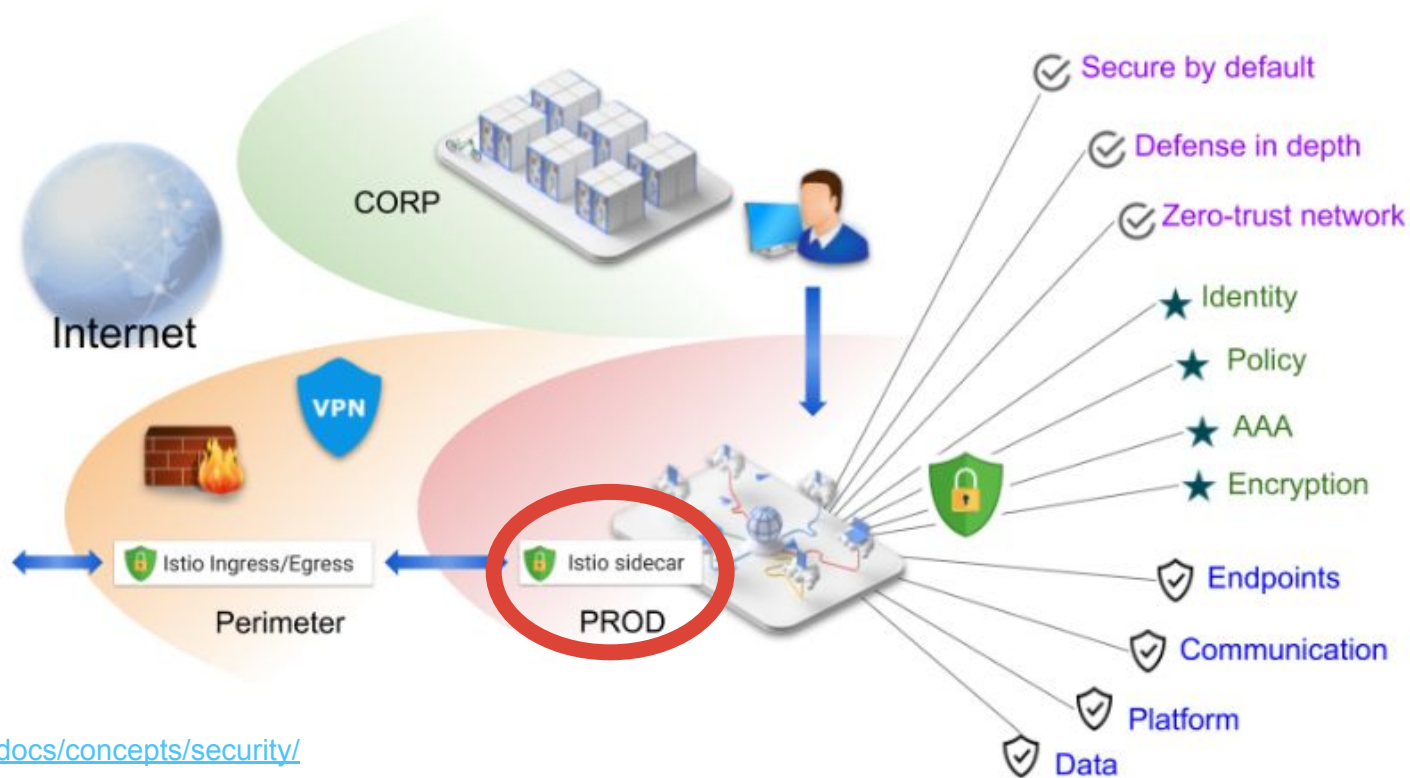 Secure by default
Defense in depth
CORP
Zero-trust network
Internet
Identity
Policy
VPN
AAA
Encryption
Istio Ingress/Egress
Istio sidecar
Perimeter
PROD
Endpoints
Communication
Platform
docs/concepts/security/
Data